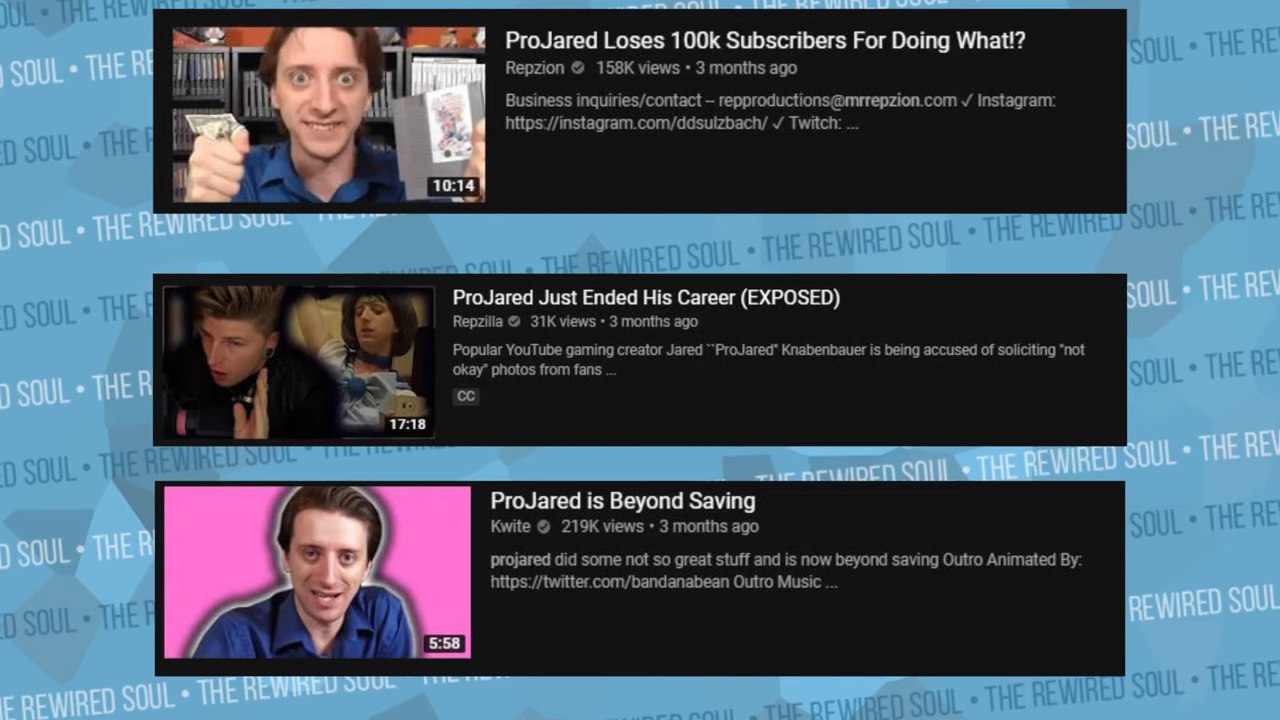 ProJared Loses 100k Subscribers For Doing What!?
Repzion 158K views • 3 months ago
Business inquiries/contact – repproductions@mrrepzion.com ✓ Instagram:
https://instagram.com/ddsulzbach/ ✓ Twitch: ...
10:14
ProJared Just Ended His Career (EXPOSED)
Repzilla 31K views • 3 months ago
Popular YouTube gaming creator Jared ``ProJared" Knabenbauer is being accused of soliciting "not
okay" photos from fans ...
CC
17:18
ProJared is Beyond Saving
Kwite 219K views • 3 months ago
projared did some not so great stuff and is now beyond saving Outro Animated By:
https://twitter.com/bandanabean Outro Music ...
5:58
SOUL • THE REWIRED SOUL • THE REWIRED SOUL • THE REWIRED SOUL